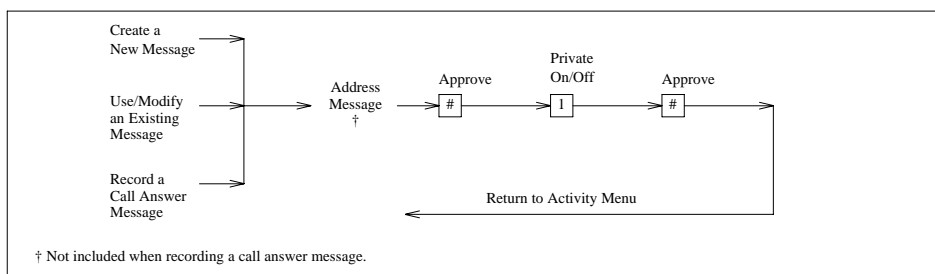 Create a
New Message
Use/Modify
an Existing
Message
Record a
Call Answer
Message
Address
Message
†
Approve
#
Private
On/Off
1
Approve
#
Return to Activity Menu
† Not included when recording a call answer message.